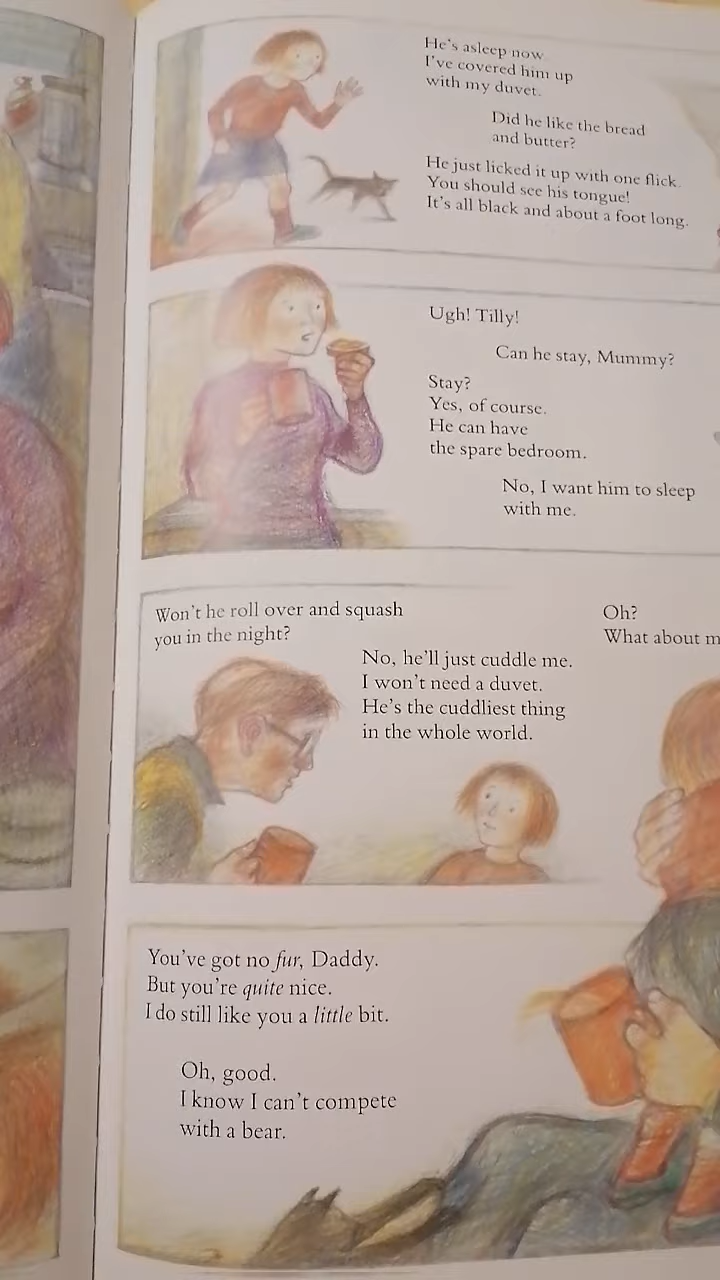 He's asleep now.
I've covered him up
with my duvet.
Did he like the bread
and butter?
He just licked it up with one flick.
You should see his tongue!
It's all black and about a foot long.
Ugh! Tilly!
Can he stay, Mummy?
Stay?
Yes, of course.
He can have
the spare bedroom.
No, I want him to sleep
with me.
Won't he roll over and squash
you in the night?
No, he'll just cuddle me.
I won't need a duvet.
He's the cuddliest thing
in the whole world.
Oh?
What about
You've got no fur, Daddy.
But you're quite nice.
I do still like you a little bit.
Oh, good.
I know I can't compete
with a bear.